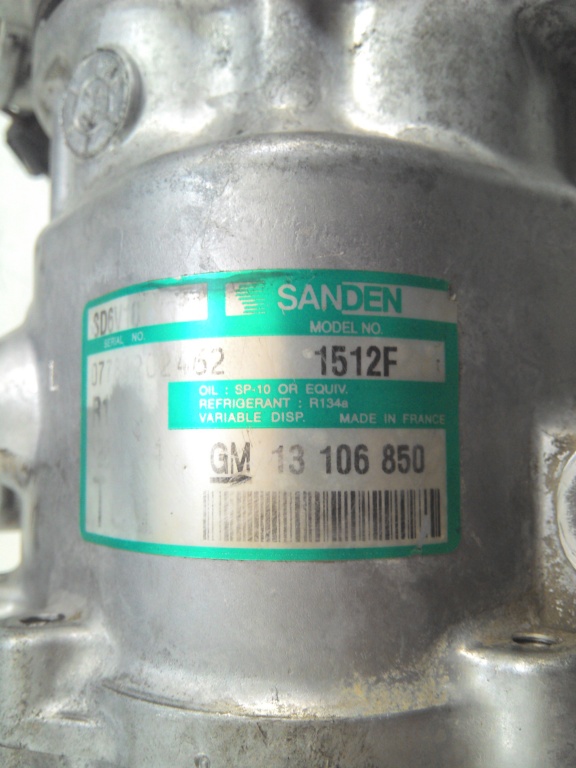 SANDEN
SERIAL NO.
MODEL NO.
1512F
OIL : SP-10 OR EQUIV.
REFRIGERANT : R134a
VARIABLE DISP. MADE IN FRANCE
GM 13 106 850
L
T